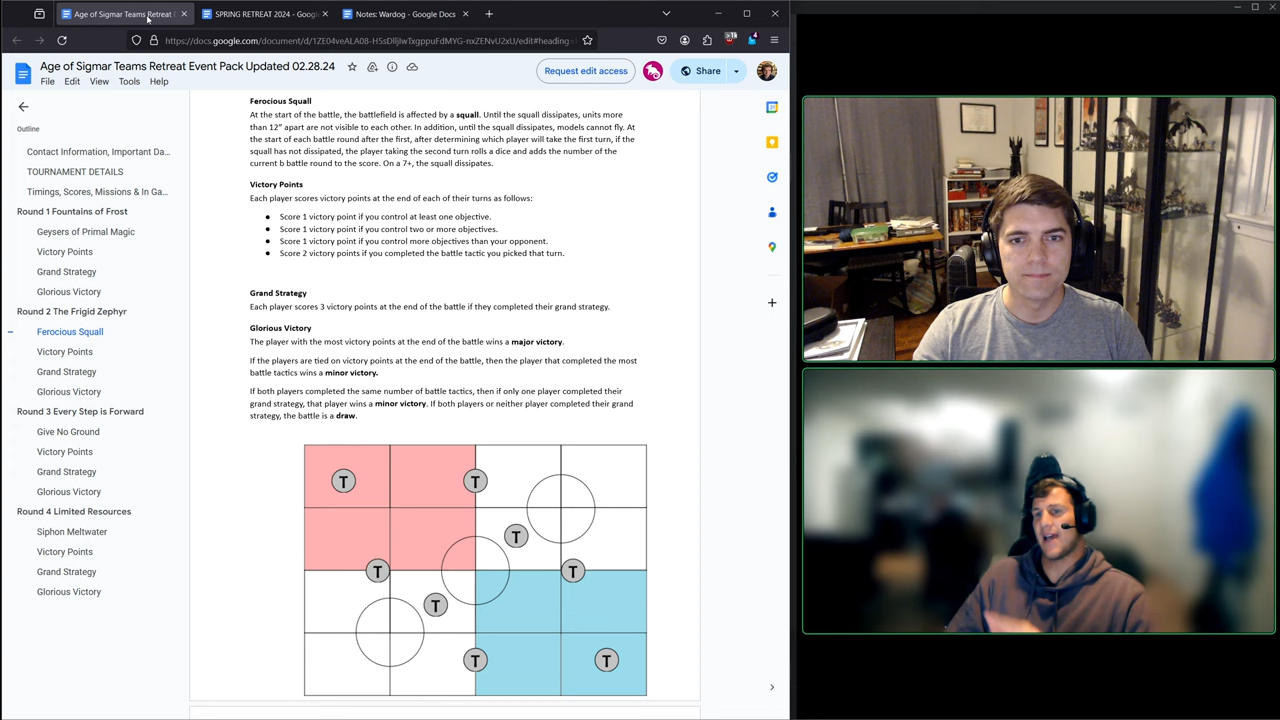 Age of Sigmar Teams Retreat
SPRING RETREAT 2024 - Google
Notes: Wardog - Google Docs
Age of Sigmar Teams Retreat Event Pack Updated 02.28.24
File Edit View Tools Help
Request edit access
Share
Outline
Contact Information, Important Da...
TOURNAMENT DETAILS
Timings, Scores, Missions & In Ga...
Round 1 Fountains of Frost
Geysers of Primal Magic
Victory Points
Grand Strategy
Glorious Victory
Round 2 The Frigid Zephyr
Ferocious Squall
Victory Points
Grand Strategy
Glorious Victory
Round 3 Every Step is Forward
Give No Ground
Victory Points
Grand Strategy
Glorious Victory
Round 4 Limited Resources
Siphon Meltwater
Victory Points
Grand Strategy
Glorious Victory
Ferocious Squall
At the start of the battle, the battlefield is affected by a squall. Until the squall dissipates, units more
than 12” apart are not visible to each other. In addition, until the squall dissipates, models cannot fly. At
the start of each battle round after the first, after determining which player will take the first turn, if the
squall has not dissipated, the player taking the second turn rolls a dice and adds the number of the
current b battle round to the score. On a 7+, the squall dissipates.
Victory Points
Each player scores victory points at the end of each of their turns as follows:
● Score 1 victory point if you control at least one objective.
● Score 1 victory point if you control two or more objectives.
● Score 1 victory point if you control more objectives than your opponent.
● Score 2 victory points if you completed the battle tactic you picked that turn.
Grand Strategy
Each player scores 3 victory points at the end of the battle if they completed their grand strategy.
Glorious Victory
The player with the most victory points at the end of the battle wins a major victory.
If the players are tied on victory points at the end of the battle, then the player that completed the most
battle tactics wins a minor victory.
If both players completed the same number of battle tactics, then if only one player completed their
grand strategy, that player wins a minor victory. If both players or neither player completed their grand
strategy, the battle is a draw.
T T
T
T T
T
T T